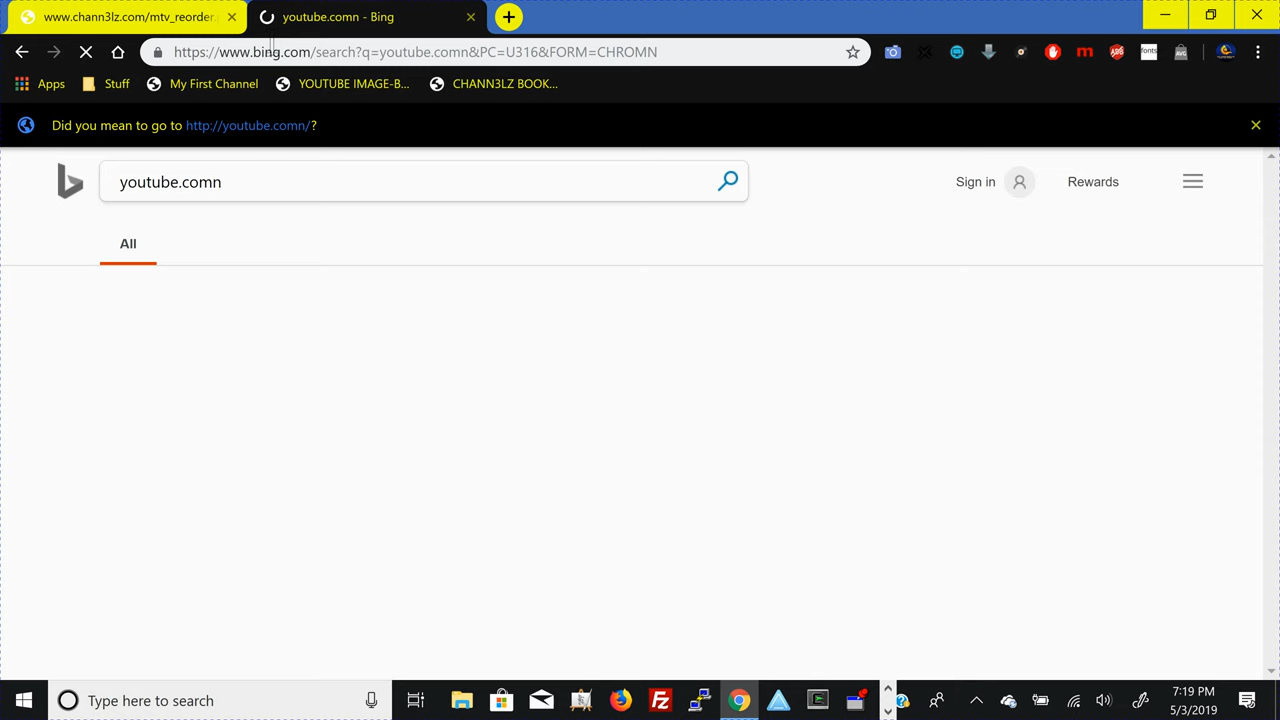 www.chann3lz.com/mtv_reorder.
youtube.comn - Bing
https://www.bing.com/search?q=youtube.comn&PC=U316&FORM=CHROMN
fonts
AVG
Apps
Stuff
My First Channel
YOUTUBE IMAGE-B...
CHANN3LZ BOOK...
Did you mean to go to http://youtube.comn/?
youtube.comn
Sign in
Rewards
All
Type here to search
7:19 PM
5/3/2019